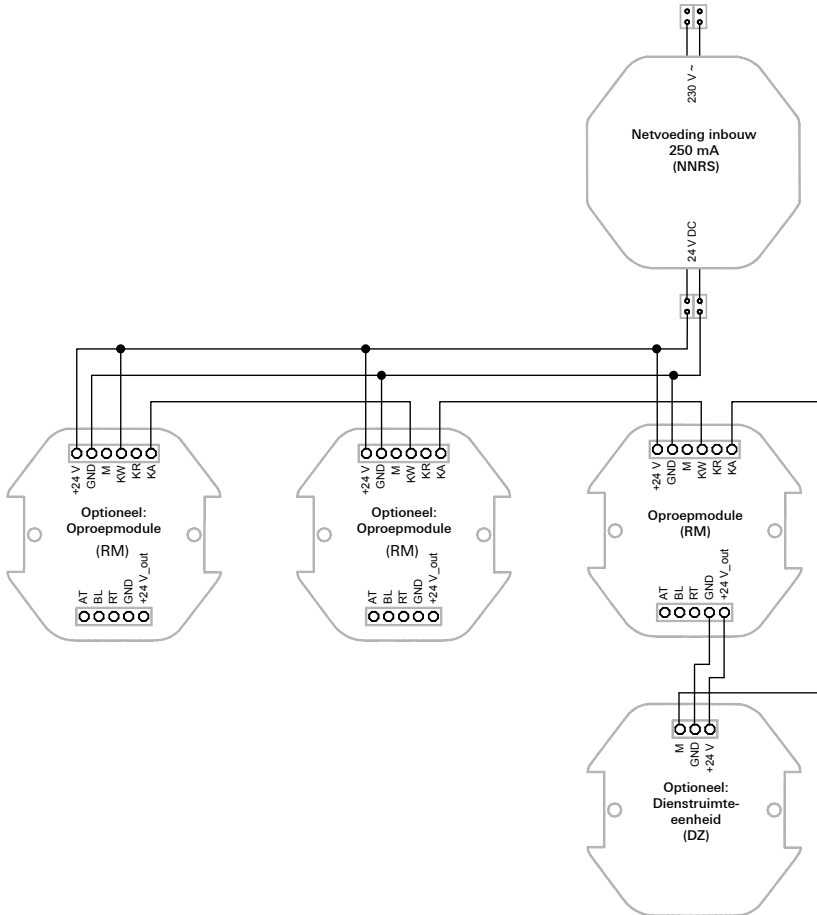 230 V ~
Netvoeding inbouw
250 mA
(NNRS)
24 V DC
+24 V
GND
M
KW
KR
KA
Optioneel:
Oproepmodule
(RM)
AT
BL
RT
GND
+24 V_out
+24 V
GND
M
KW
KR
KA
Optioneel:
Oproepmodule
(RM)
AT
BL
RT
GND
+24 V_out
+24 V
GND
M
KW
KR
KA
Oproepmodule
(RM)
AT
BL
RT
GND
+24 V_out
M
GND
+24 V
Optioneel:
Dienstruimte-
eenheid
(DZ)